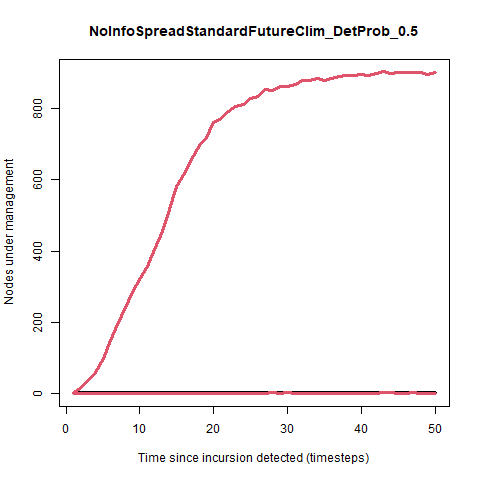 NoInfoSpreadStandardFutureClim_DetProb_0.5
Nodes under management
800
600
400
200
0
0 10 20 30 40 50
Time since incursion detected (timesteps)